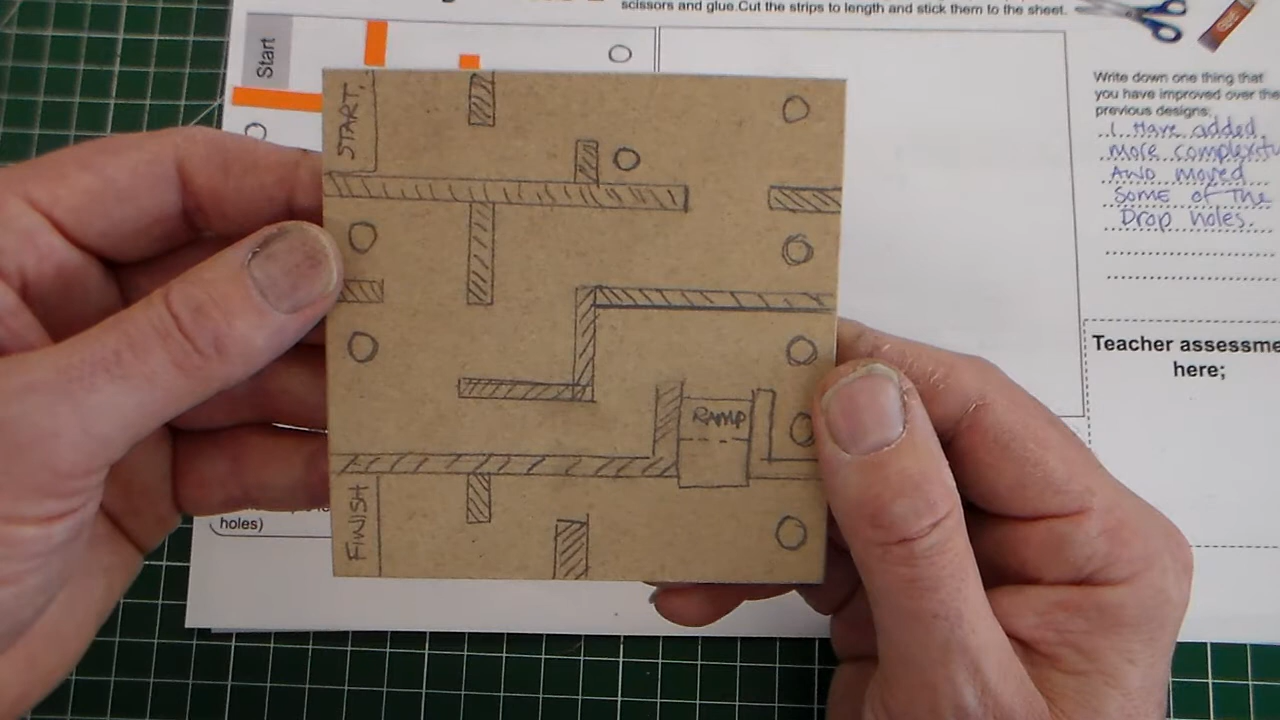 scissors and glue.Cut the strips to length and stick them to the sheet.
Start
START.
RAMP
FINISH
holes)
Write down one thing that
you have improved over the
previous designs;
I Have added
more complexity
AND moved
SOME of The
Drop holes.
Teacher assessme
here;